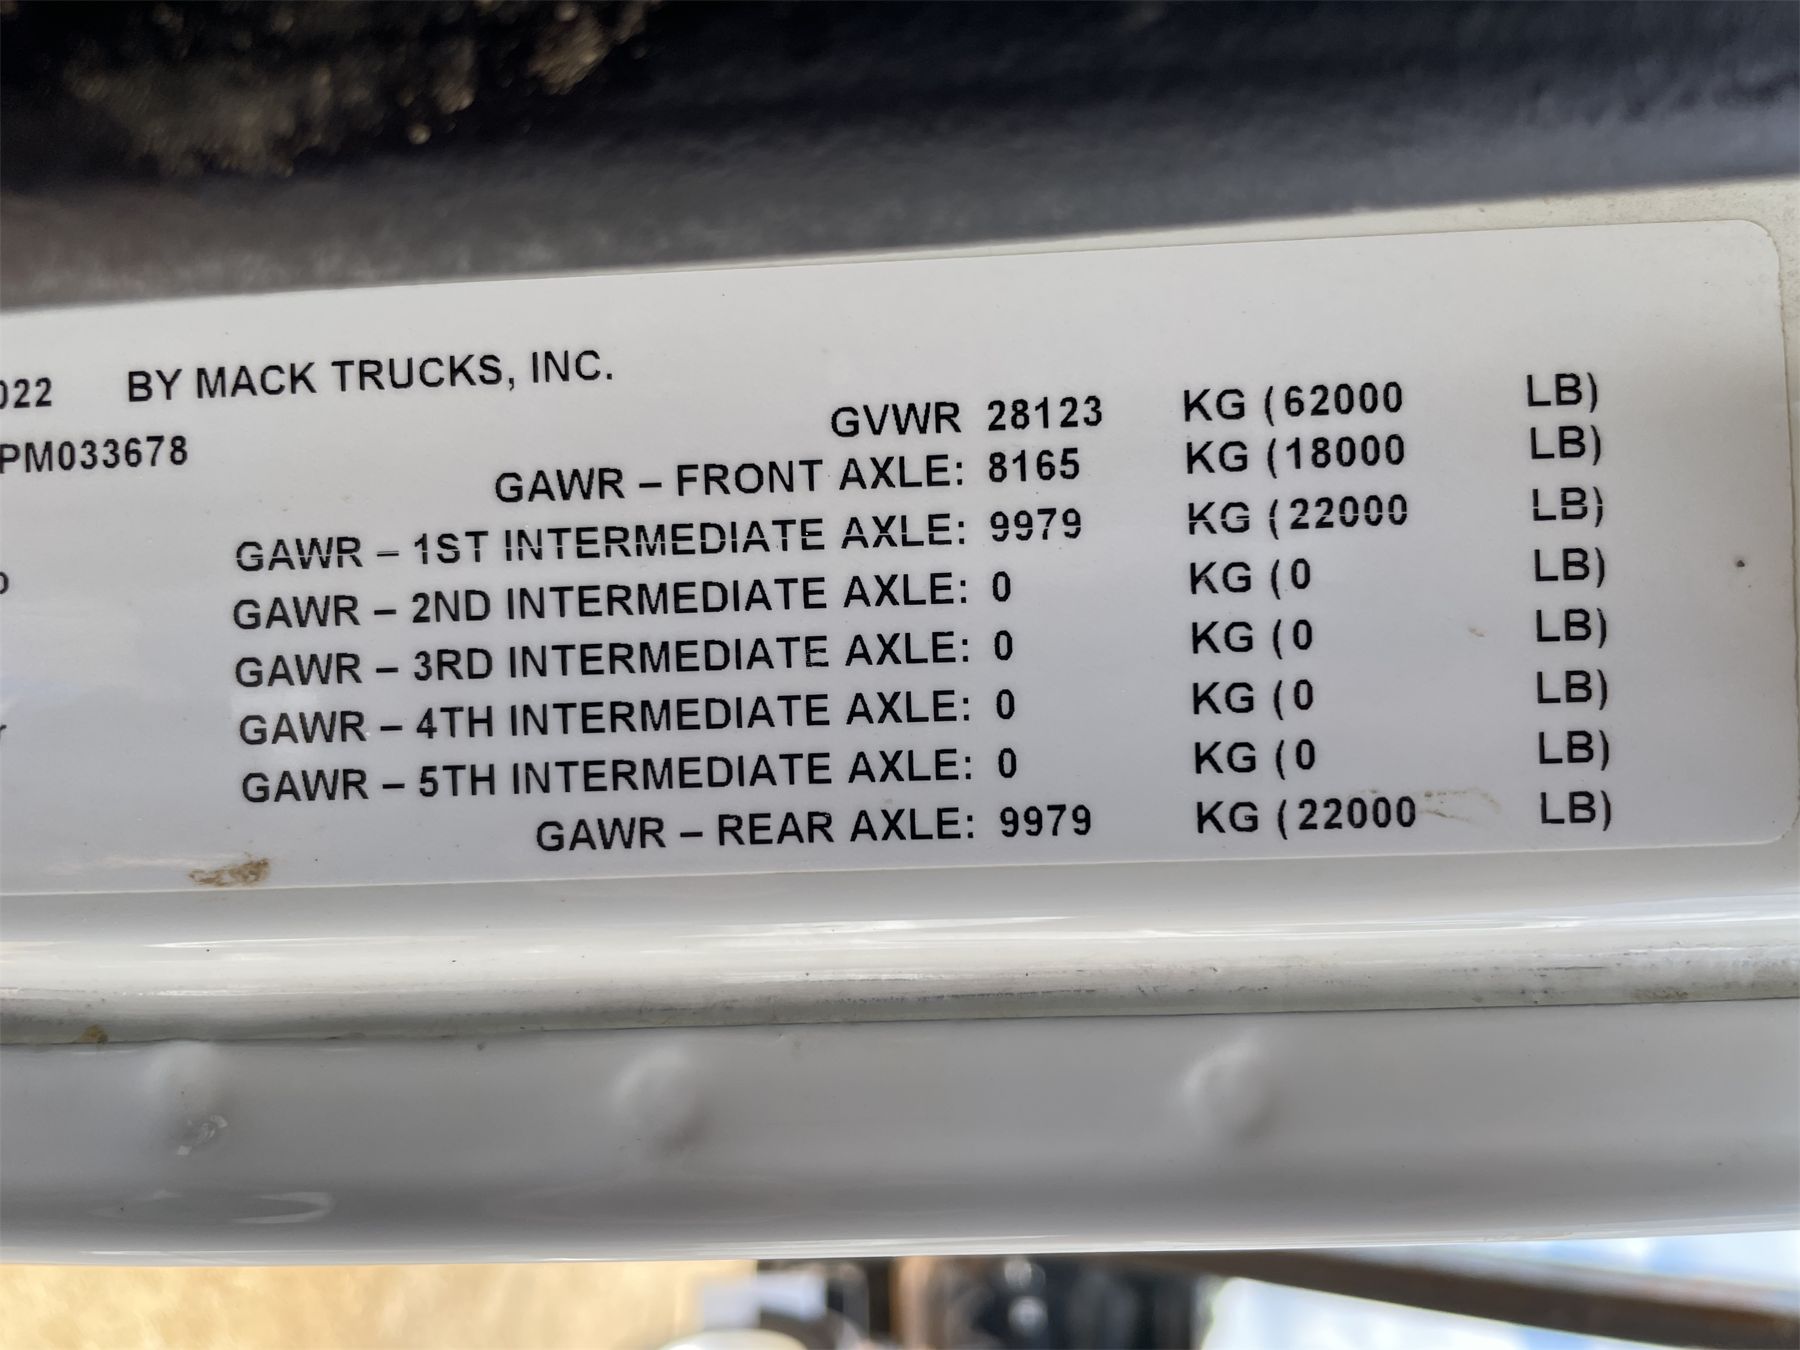 022 BY MACK TRUCKS, INC.
GVWR 28123 KG (62000 LB)
PM033678
GAWR – FRONT AXLE: 8165 KG (18000 LB)
GAWR – 1ST INTERMEDIATE AXLE: 9979 KG (22000 LB)
GAWR – 2ND INTERMEDIATE AXLE: 0 KG (0 LB)
GAWR – 3RD INTERMEDIATE AXLE: 0 KG (0 LB)
GAWR – 4TH INTERMEDIATE AXLE: 0 KG (0 LB)
GAWR – 5TH INTERMEDIATE AXLE: 0 KG (0 LB)
GAWR – REAR AXLE: 9979 KG (22000 LB)